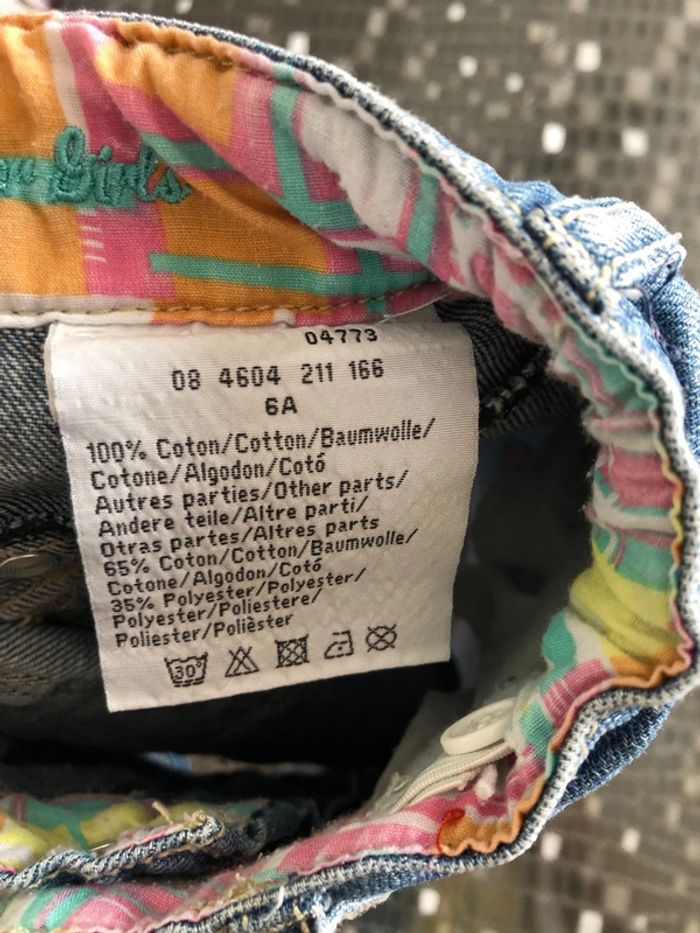 Girls
04773
08 4604 211 166
6A
100% Coton/Cotton/Baumwolle/
Cotone/Algodon/Cotó
Autres parties/Other parts/
Andere teile/Altre parti/
Otras partes/Altres parts
65% Coton/Cotton/Baumwolle/
Cotone/Algodon/Cotó
35% Polyester/Polyester/
Polyester/Poliestere/
Poliester/Polièster
30°